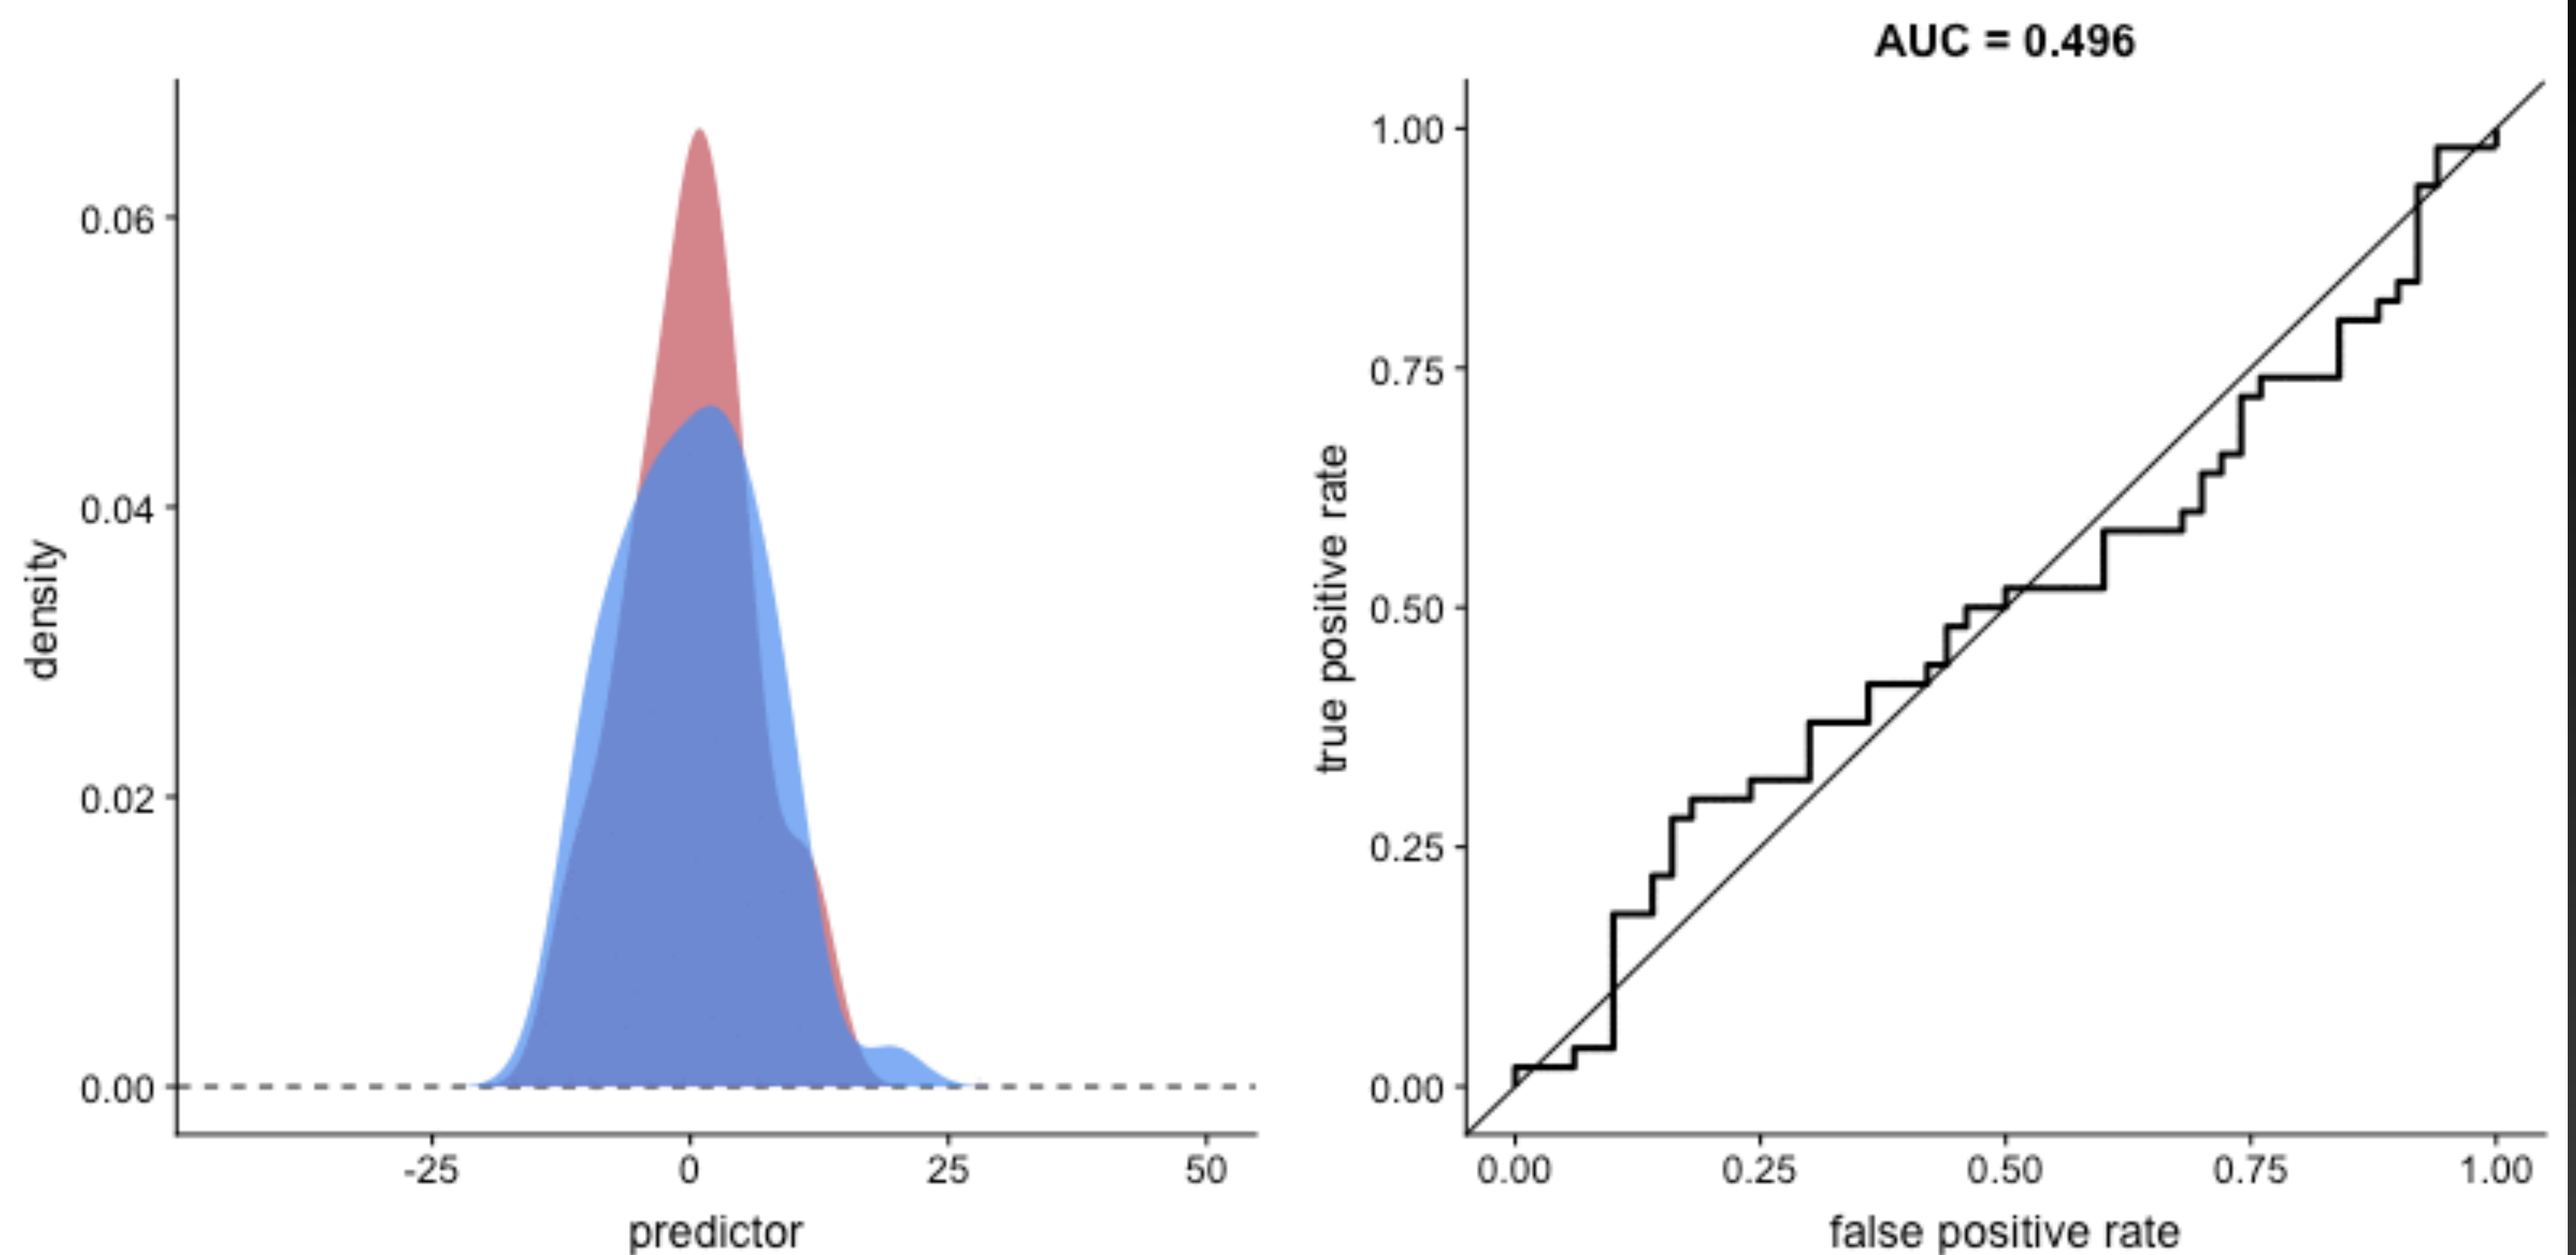 AUC = 0.496
density
0.06
0.04
0.02
0.00
-25 0 25 50
predictor
true positive rate
1.00
0.75
0.50
0.25
0.00
0.00 0.25 0.50 0.75 1.00
false positive rate